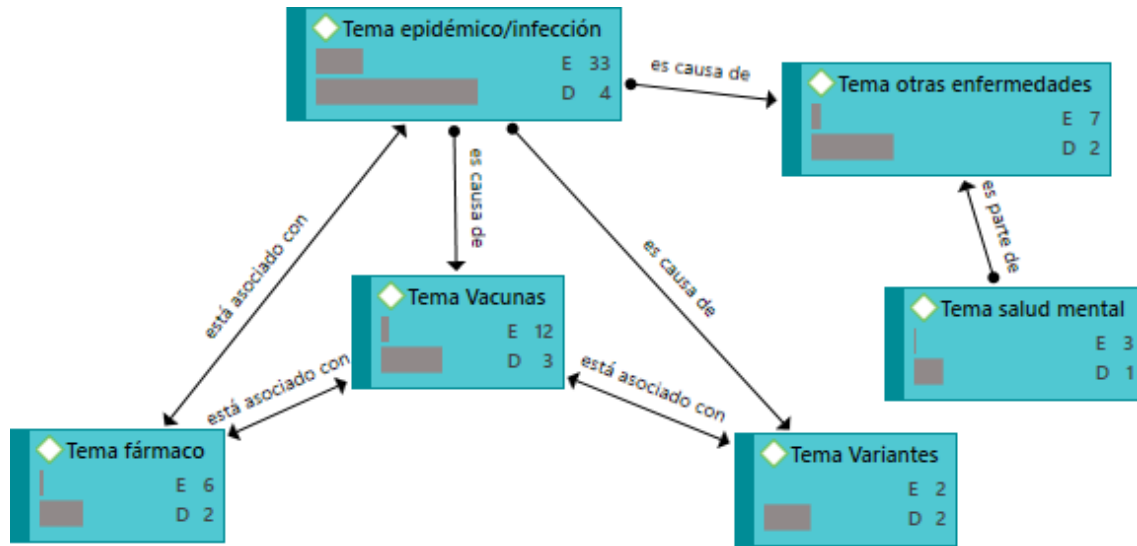 Tema epidémico/infección
E 33
D 4
es causa de
Tema otras enfermedades
E 7
D 2
está asociado con
es causa de
es causa de
es parte de
Tema Vacunas
E 12
D 3
Tema salud mental
E 3
D 1
está asociado con
está asociado con
Tema fármaco
E 6
D 2
Tema Variantes
E 2
D 2